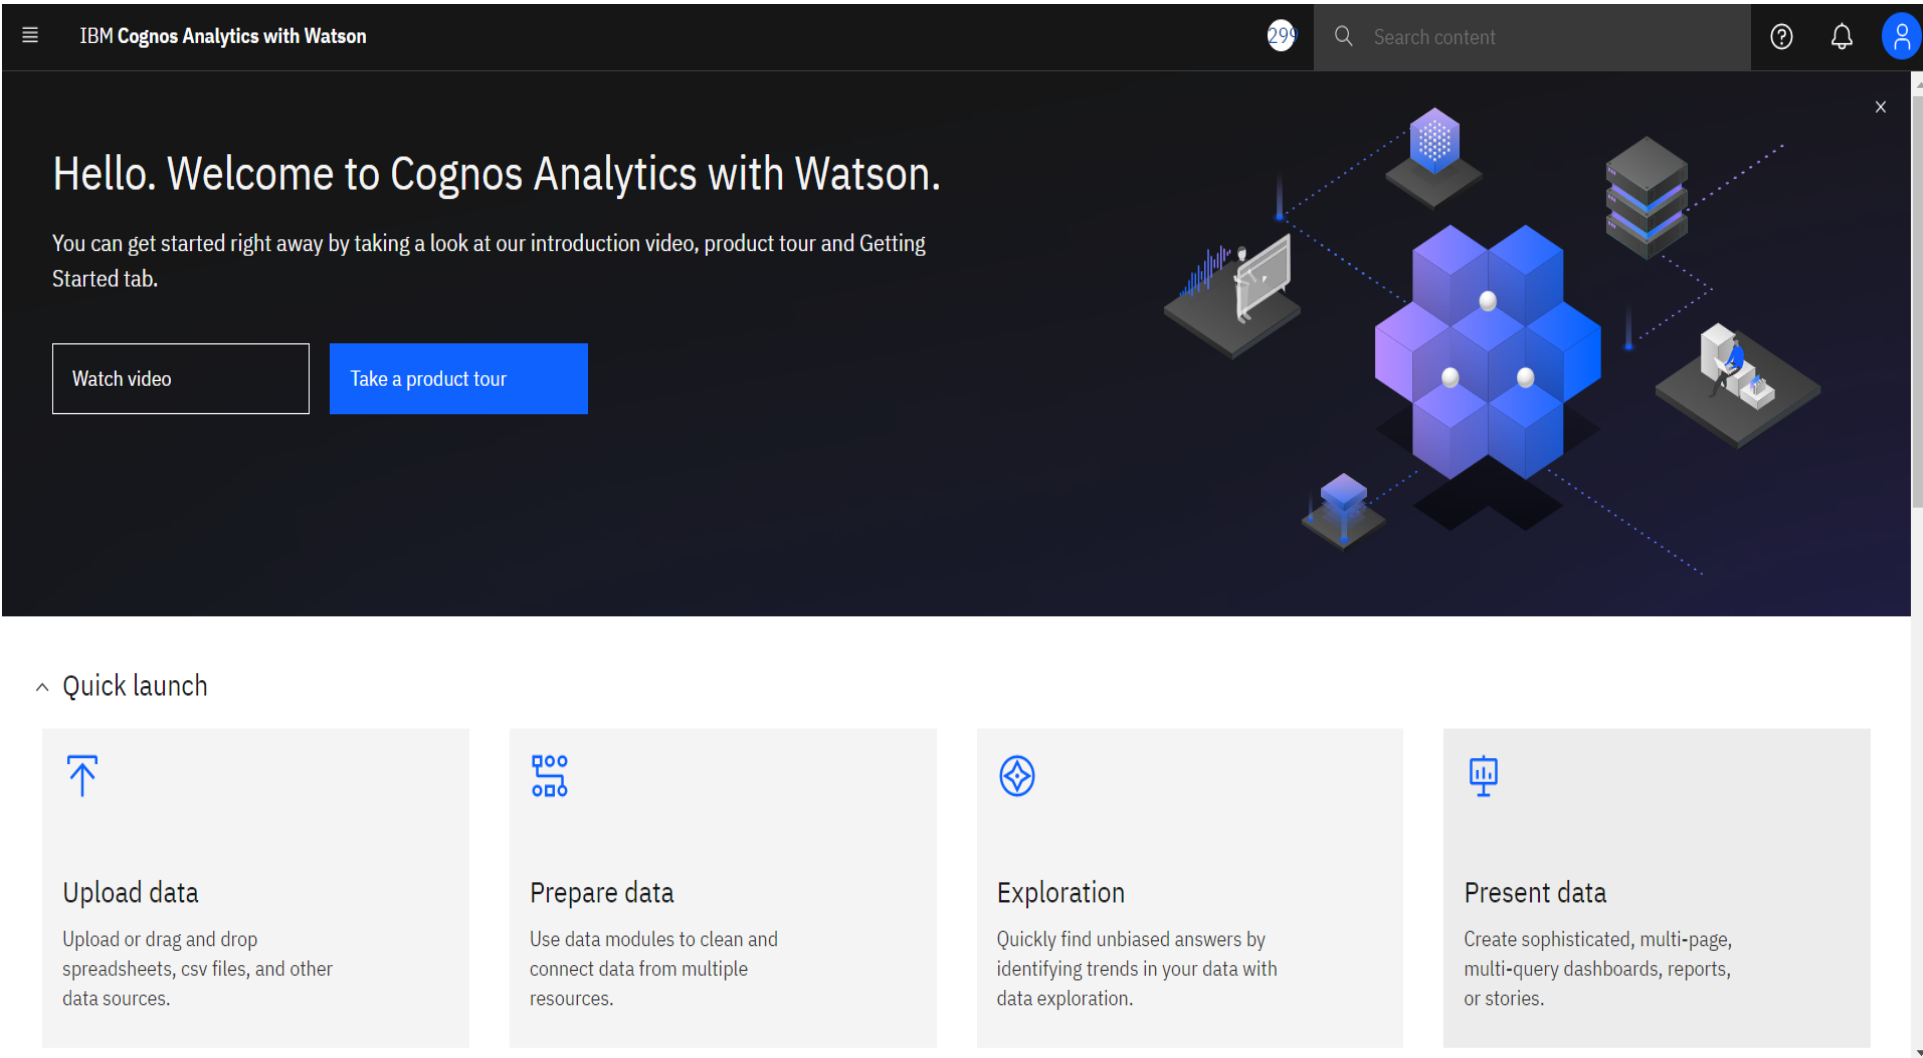 IBM Cognos Analytics with Watson
299
Search content
Hello. Welcome to Cognos Analytics with Watson.
You can get started right away by taking a look at our introduction video, product tour and Getting
Started tab.
Watch video
Take a product tour
Quick launch
Upload data
Upload or drag and drop
spreadsheets, csv files, and other
data sources.
Prepare data
Use data modules to clean and
connect data from multiple
resources.
Exploration
Quickly find unbiased answers by
identifying trends in your data with
data exploration.
Present data
Create sophisticated, multi-page,
multi-query dashboards, reports,
or stories.